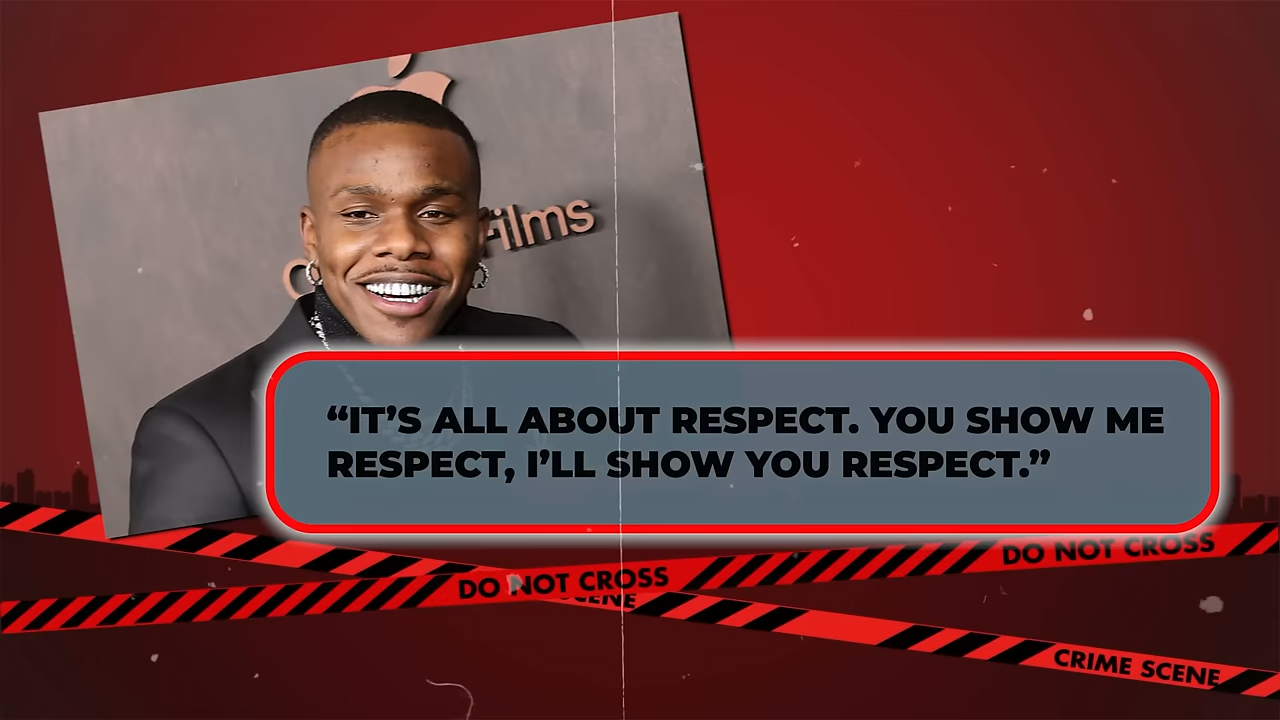 Films
“IT’S ALL ABOUT RESPECT. YOU SHOW ME
RESPECT, I’LL SHOW YOU RESPECT.”
DO NOT CROSS
DO NOT CROSS
SCENE
CRIME SCENE